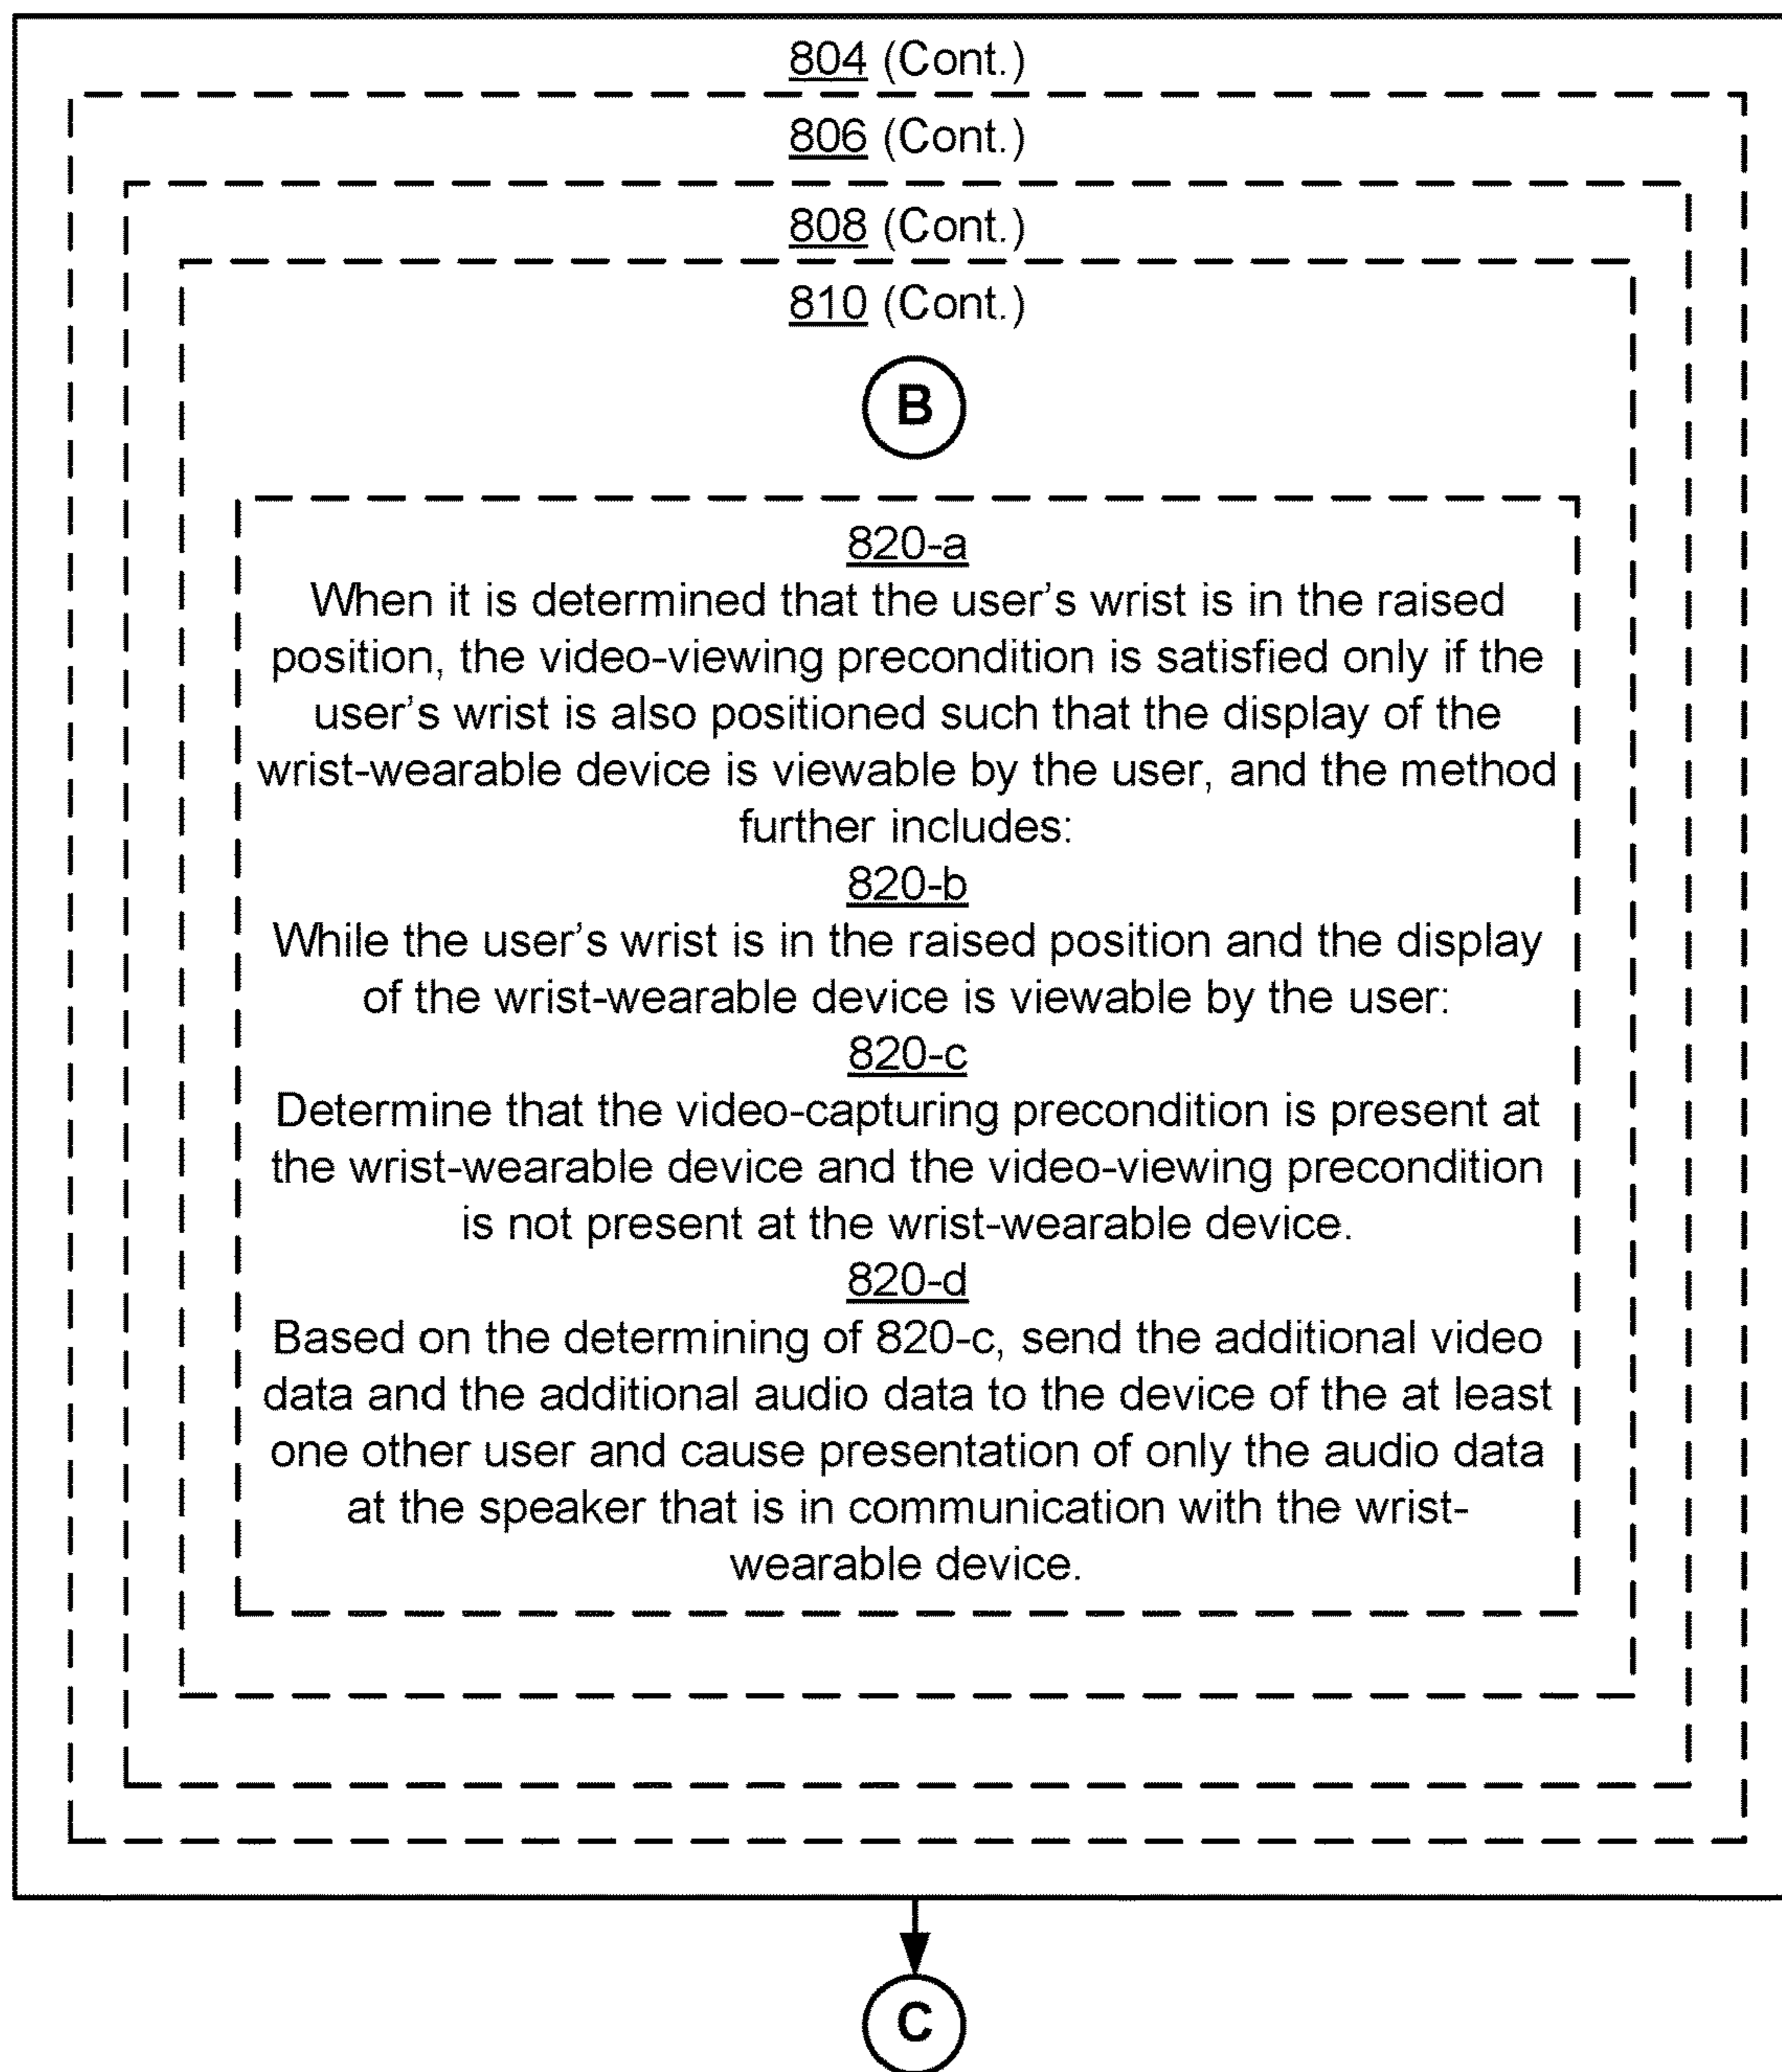 804 (Cont.)
806 (Cont.)
808 (Cont.)
810 (Cont.)
B
820-a
When it is determined that the user's wrist is in the raised
position, the video-viewing precondition is satisfied only if the
user's wrist is also positioned such that the display of the
wrist-wearable device is viewable by the user, and the method
further includes:
820-b
While the user's wrist is in the raised position and the display
of the wrist-wearable device is viewable by the user:
820-c
Determine that the video-capturing precondition is present at
the wrist-wearable device and the video-viewing precondition
is not present at the wrist-wearable device.
820-d
Based on the determining of 820-c, send the additional video
data and the additional audio data to the device of the at least
one other user and cause presentation of only the audio data
at the speaker that is in communication with the wrist-
wearable device.
C